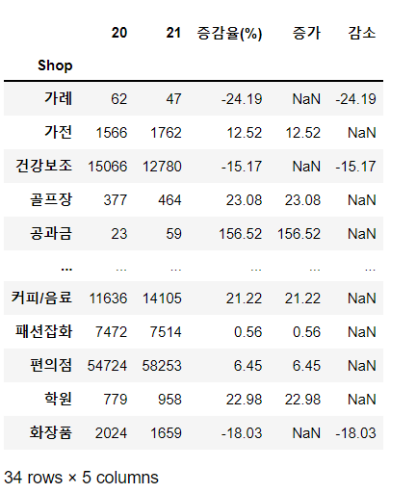 20 21 증감율(%) 증가 감소
Shop
가례 62 47 -24.19 NaN -24.19
가전 1566 1762 12.52 12.52 NaN
건강보조 15066 12780 -15.17 NaN -15.17
골프장 377 464 23.08 23.08 NaN
공과금 23 59 156.52 156.52 NaN
... ... ... ... ... ...
커피/음료 11636 14105 21.22 21.22 NaN
패션잡화 7472 7514 0.56 0.56 NaN
편의점 54724 58253 6.45 6.45 NaN
학원 779 958 22.98 22.98 NaN
화장품 2024 1659 -18.03 NaN -18.03
34 rows × 5 columns